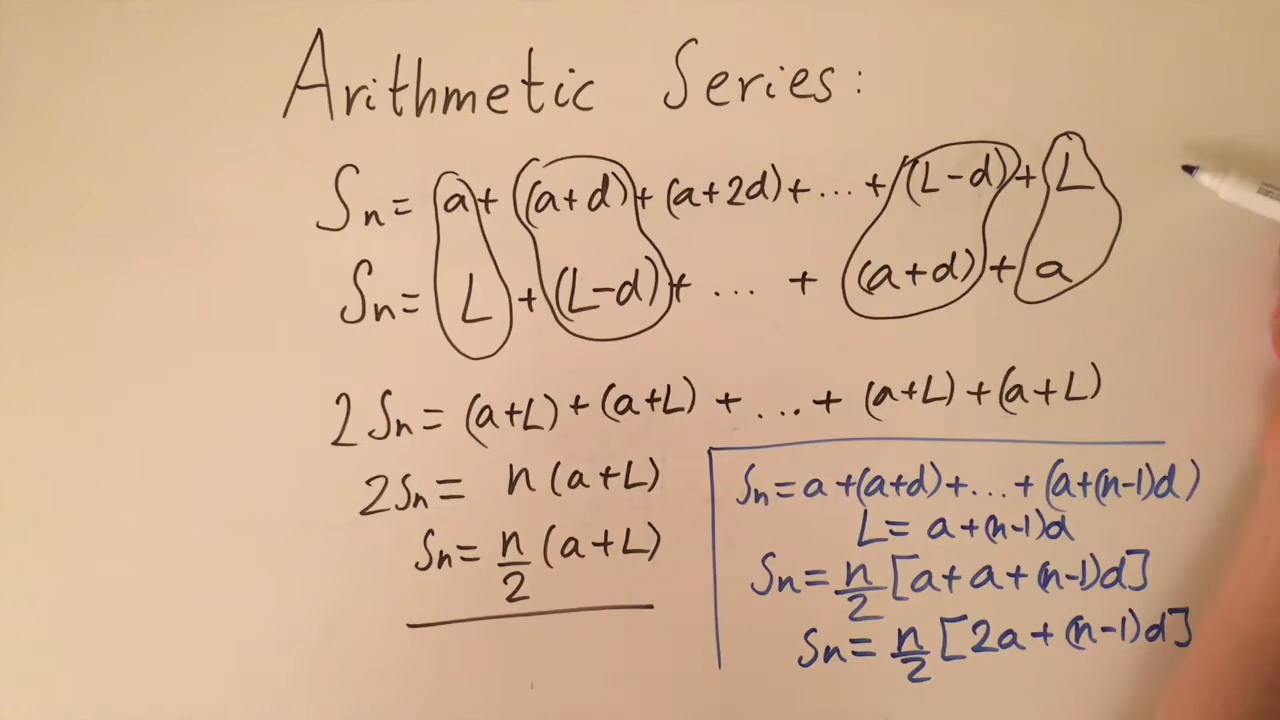 Arithmetic Series:
Sn = a + (a+d) + (a+2d) + ... + (L-d) + L
Sn = L + (L-d) + ... + (a+d) + a
2Sn = (a+L) + (a+L) + ... + (a+L) + (a+L)
2Sn = n(a+L)
Sn = n/2 (a+L)
Sn = a + (a+d) + ... + (a+(n-1)d)
L = a+(n-1)d
Sn = n/2 [a+a+(n-1)d]
Sn = n/2 [2a+(n-1)d]